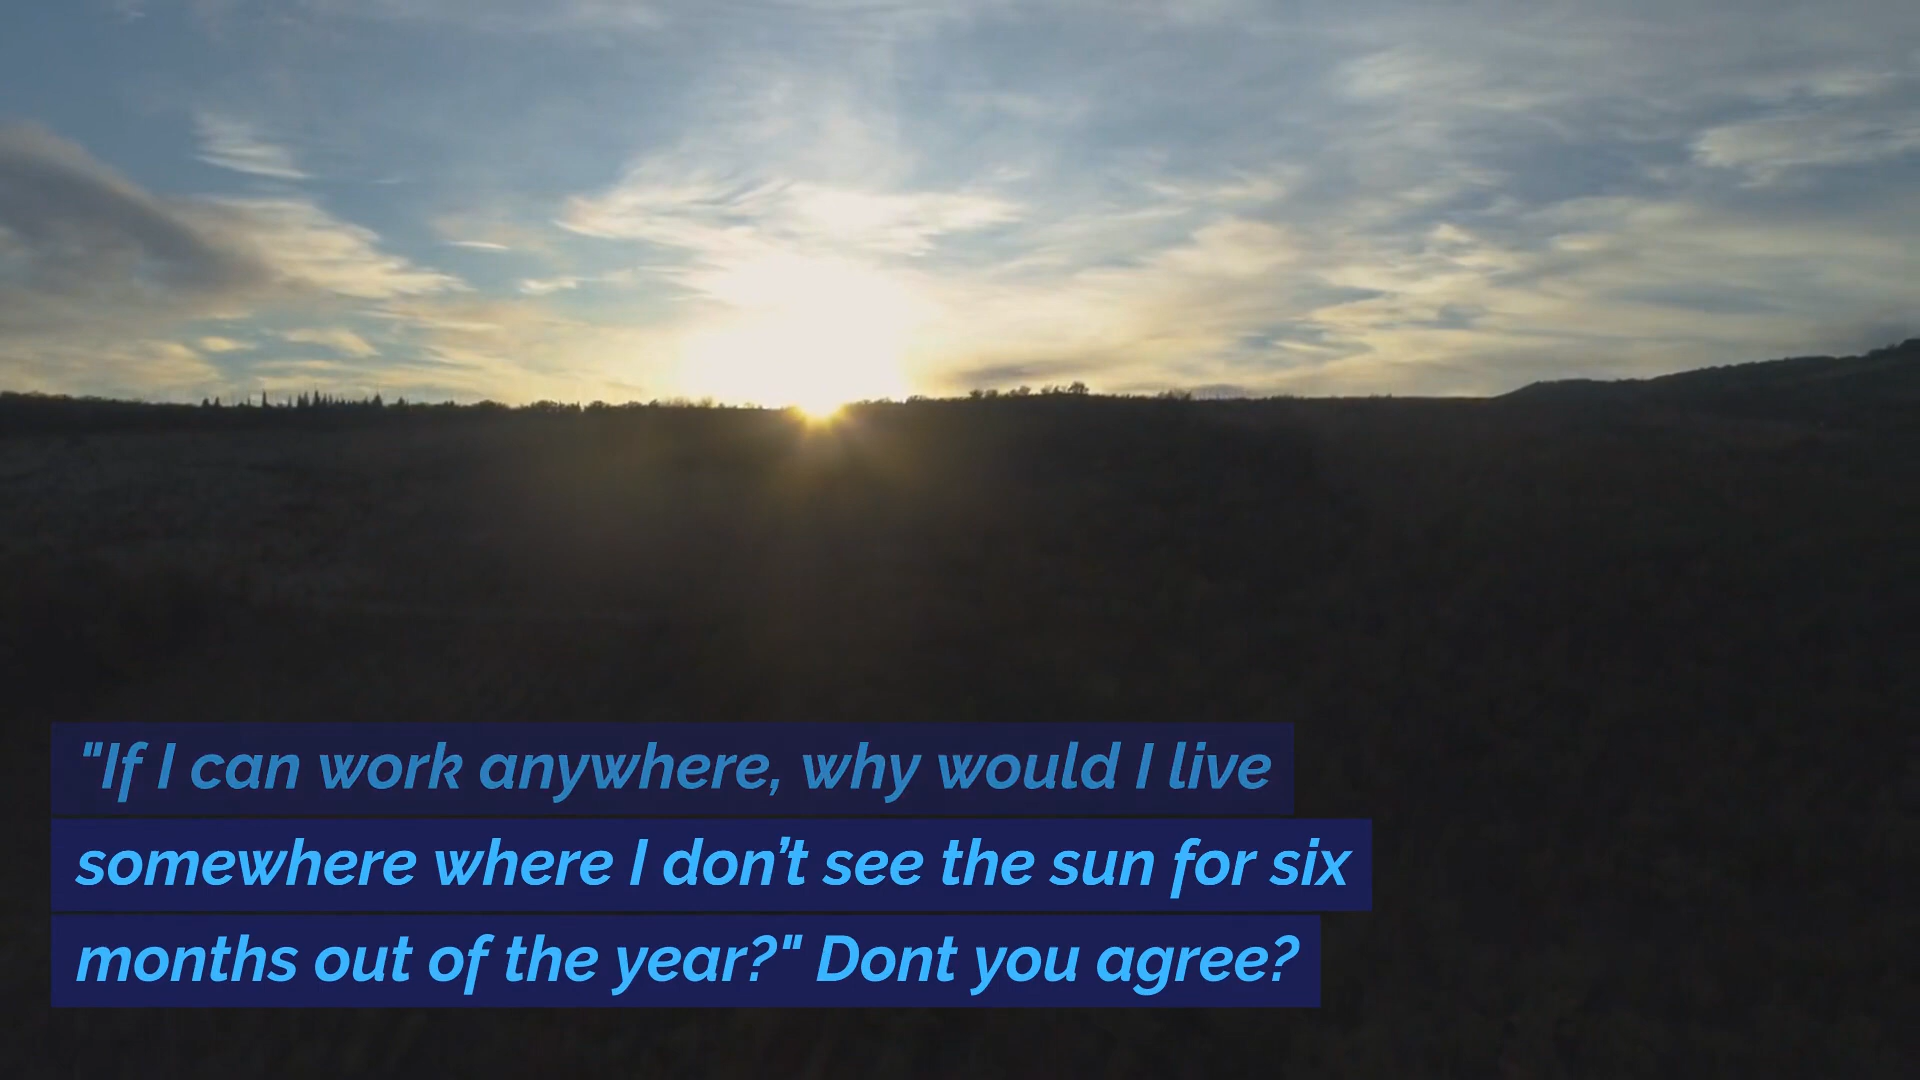 "If I can work anywhere, why would I live
somewhere where I don’t see the sun for six
months out of the year?" Dont you agree?